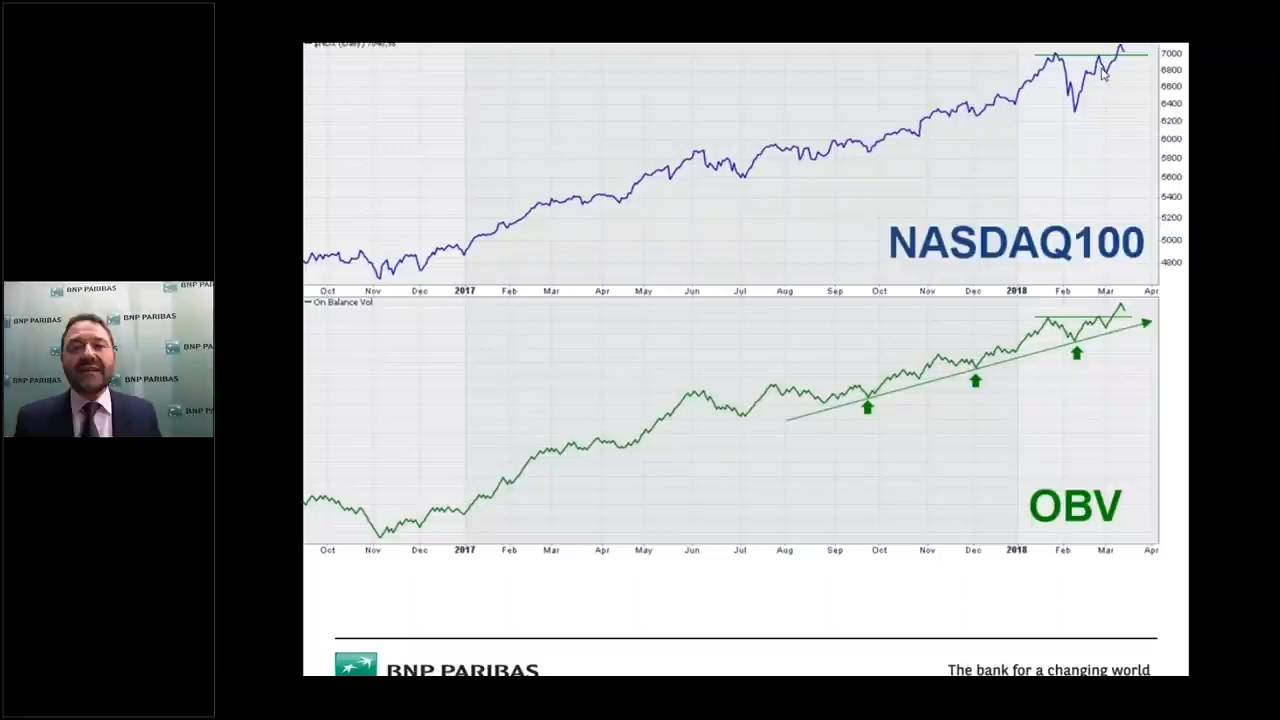 7000
6800
6600
6400
6200
6000
5800
5600
5400
5200
5000
4800
NASDAQ100
Oct Nov Dec 2017 Feb Mar Apr May Jun Jul Aug Sep Oct Nov Dec 2018 Feb Mar Apr
On Balance Vol
OBV
Oct Nov Dec 2017 Feb Mar Apr May Jun Jul Aug Sep Oct Nov Dec 2018 Feb Mar Apr
BNP PARIBAS
The bank for a changing world
BNP PARIBAS
BNP PARIBAS
BNP PARIBAS
BNP PARIBAS
BNP PARIBAS
BNP PARIBAS